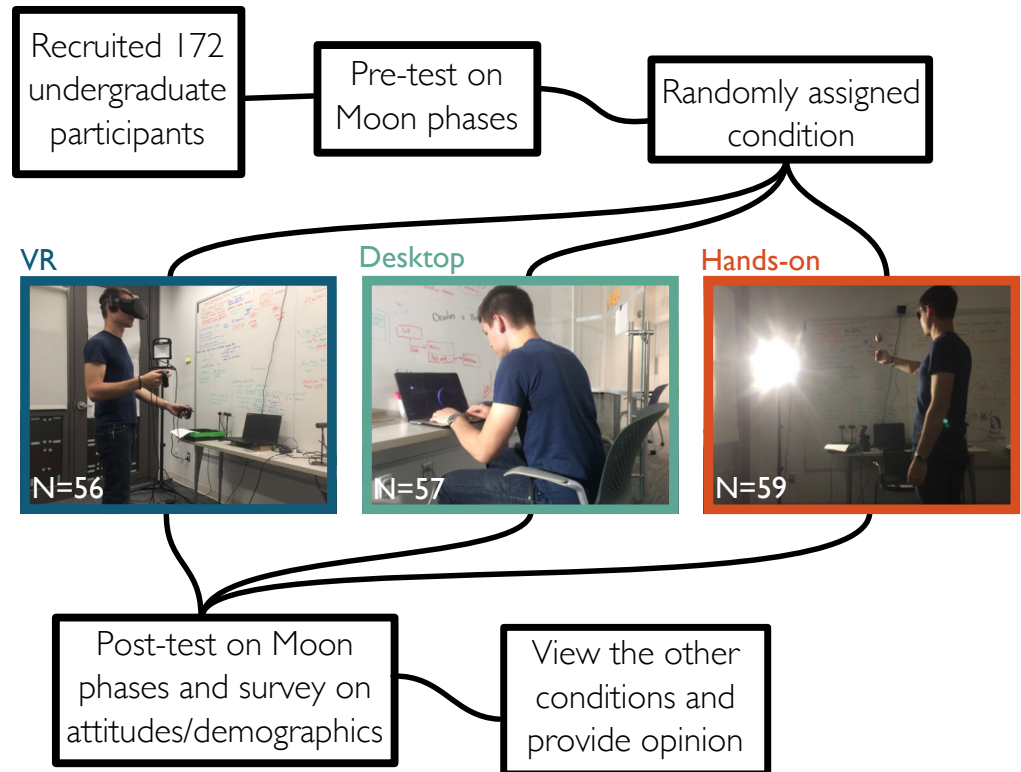 Recruited 172
undergraduate
participants
Pre-test on
Moon phases
Randomly assigned
condition
VR
Desktop
Hands-on
N=56
N=57
N=59
Post-test on Moon
phases and survey on
attitudes/demographics
View the other
conditions and
provide opinion